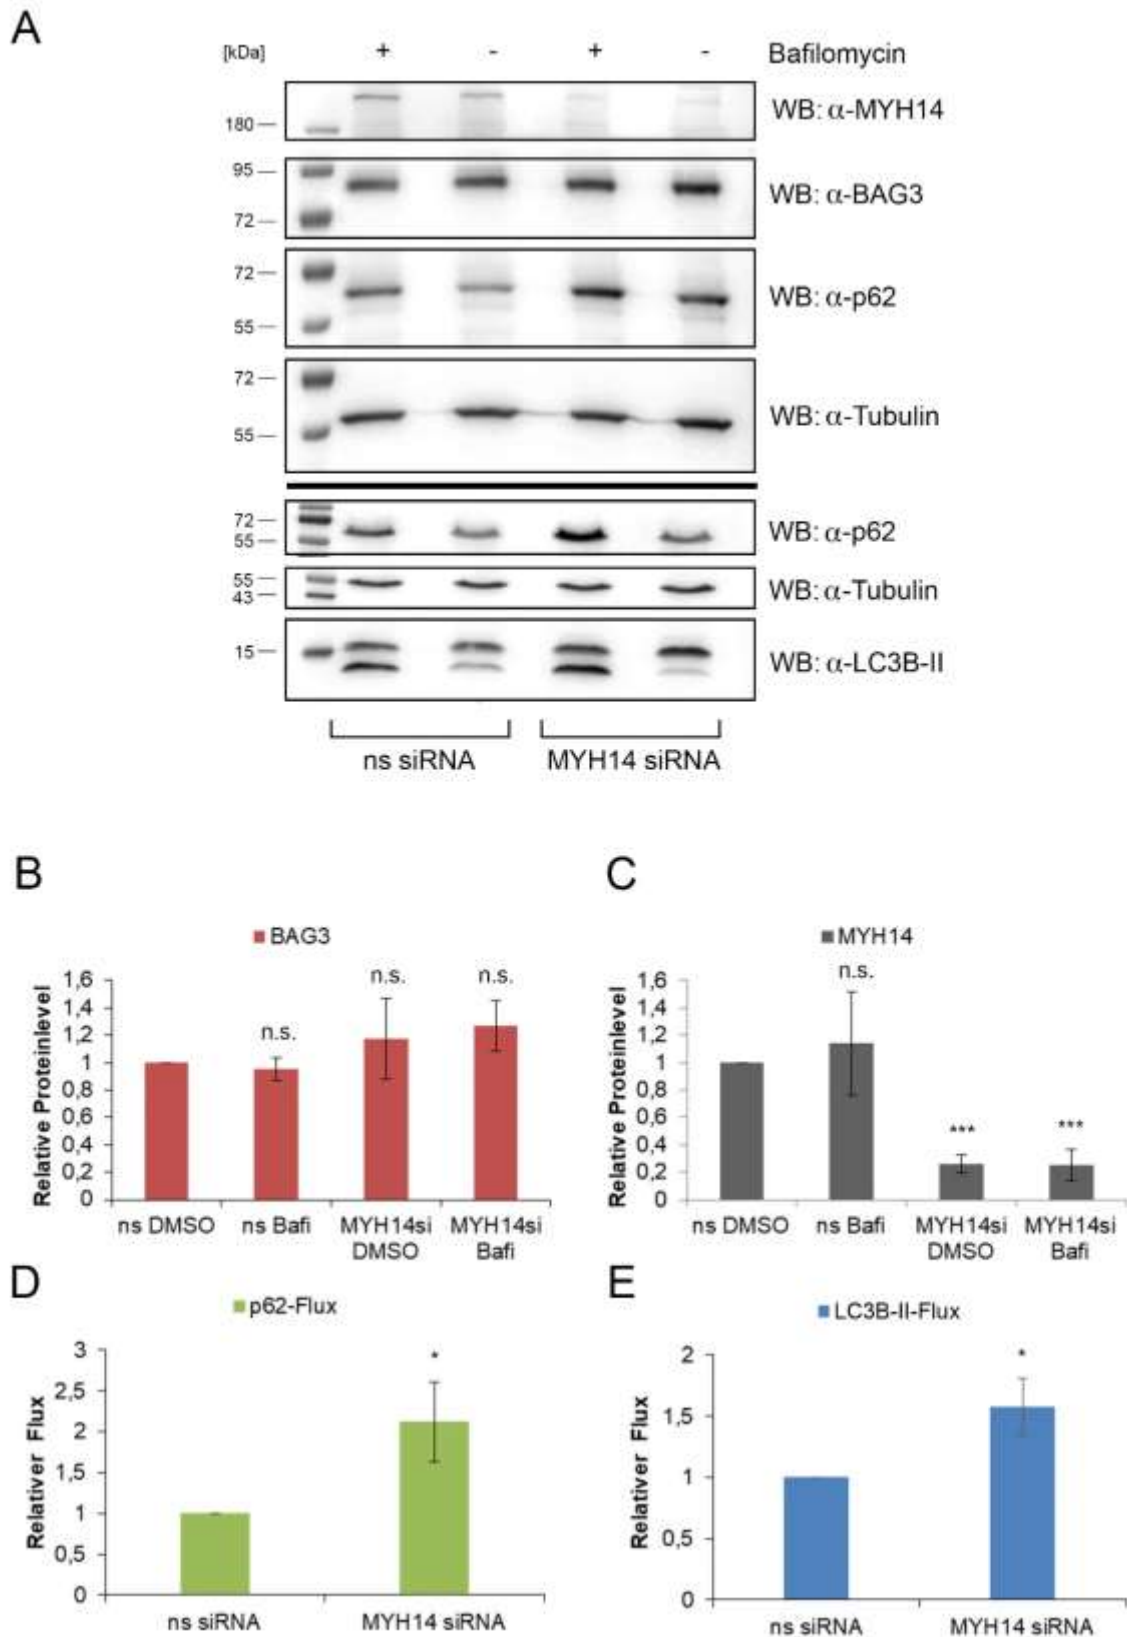 A
[kDa] + - + - Bafilomycin
180 — WB: α-MYH14
95 —
WB: α-BAG3
72 —
72 —
WB: α-p62
55 —
72 —
WB: α-Tubulin
55 —
72 — WB: α-p62
55 —
55 — WB: α-Tubulin
43 —
15 — WB: α-LC3B-II
ns siRNA MYH14 siRNA
B
BAG3
Relative Proteinlevel
1,6
1,4
1,2
1
0,8
0,6
0,4
0,2
0
n.s.
n.s.
n.s.
ns DMSO ns Bafi MYH14si DMSO MYH14si Bafi
C
MYH14
Relative Proteinlevel
1,6
1,4
1,2
1
0,8
0,6
0,4
0,2
0
n.s.
***
***
ns DMSO ns Bafi MYH14si DMSO MYH14si Bafi
D
p62-Flux
Relativer Flux
3
2,5
2
1,5
1
0,5
0
*
ns siRNA MYH14 siRNA
E
LC3B-II-Flux
Relativer Flux
2
1,5
1
0,5
0
*
ns siRNA MYH14 siRNA